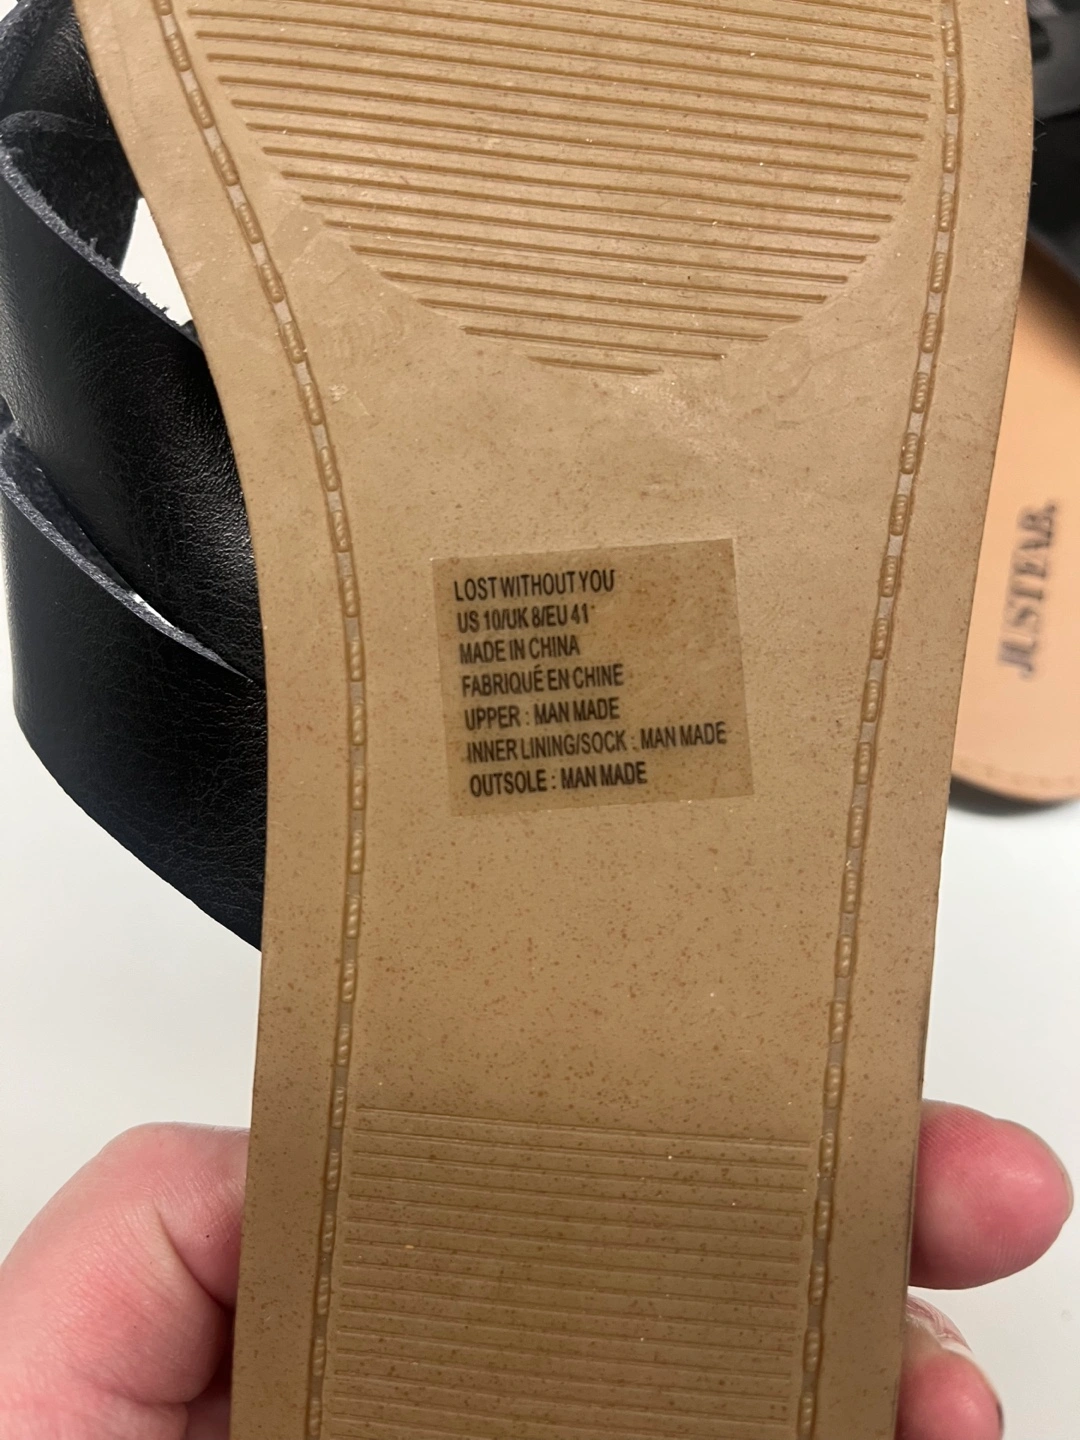 LOST WITHOUT YOU
US 10/UK 8/EU 41
MADE IN CHINA
FABRIQUÉ EN CHINE
UPPER : MAN MADE
INNER LINING/SOCK : MAN MADE
OUTSOLE : MAN MADE
JUSTFAB.